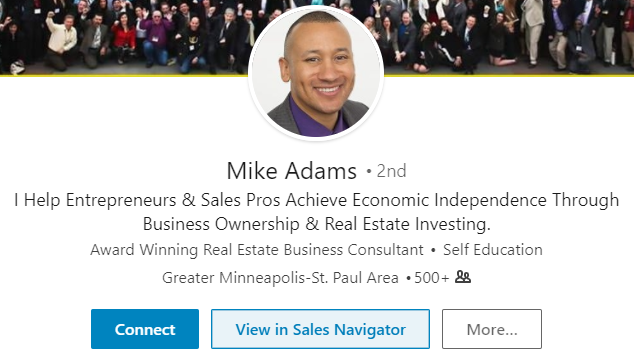 Mike Adams • 2nd
I Help Entrepreneurs & Sales Pros Achieve Economic Independence Through
Business Ownership & Real Estate Investing.
Award Winning Real Estate Business Consultant • Self Education
Greater Minneapolis-St. Paul Area • 500+
Connect
View in Sales Navigator
More...